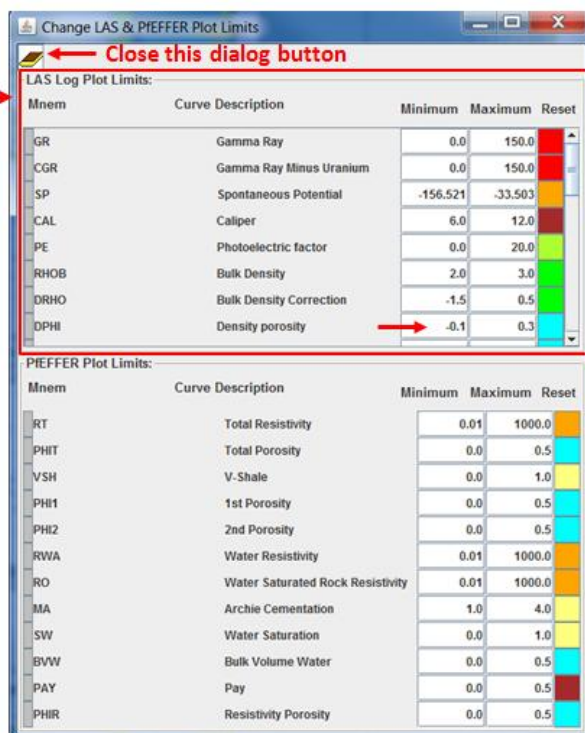 Change LAS & PfEFFER Plot Limits
Close this dialog button
LAS Log Plot Limits:
Mnem Curve Description Minimum Maximum Reset
GR Gamma Ray 0.0 150.0
CGR Gamma Ray Minus Uranium 0.0 150.0
SP Spontaneous Potential -156.521 -33.503
CAL Caliper 6.0 12.0
PE Photoelectric factor 0.0 20.0
RHOB Bulk Density 2.0 3.0
DRHO Bulk Density Correction -1.5 0.5
DPHI Density porosity -0.1 0.3
PfEFFER Plot Limits:
Mnem Curve Description Minimum Maximum Reset
RT Total Resistivity 0.01 1000.0
PHIT Total Porosity 0.0 0.5
VSH V-Shale 0.0 1.0
PHI1 1st Porosity 0.0 0.5
PHI2 2nd Porosity 0.0 0.5
RWA Water Resistivity 0.01 1000.0
RO Water Saturated Rock Resistivity 0.01 1000.0
MA Archie Cementation 1.0 4.0
SW Water Saturation 0.0 1.0
BVW Bulk Volume Water 0.0 0.5
PAY Pay 0.0 0.5
PHIR Resistivity Porosity 0.0 0.5